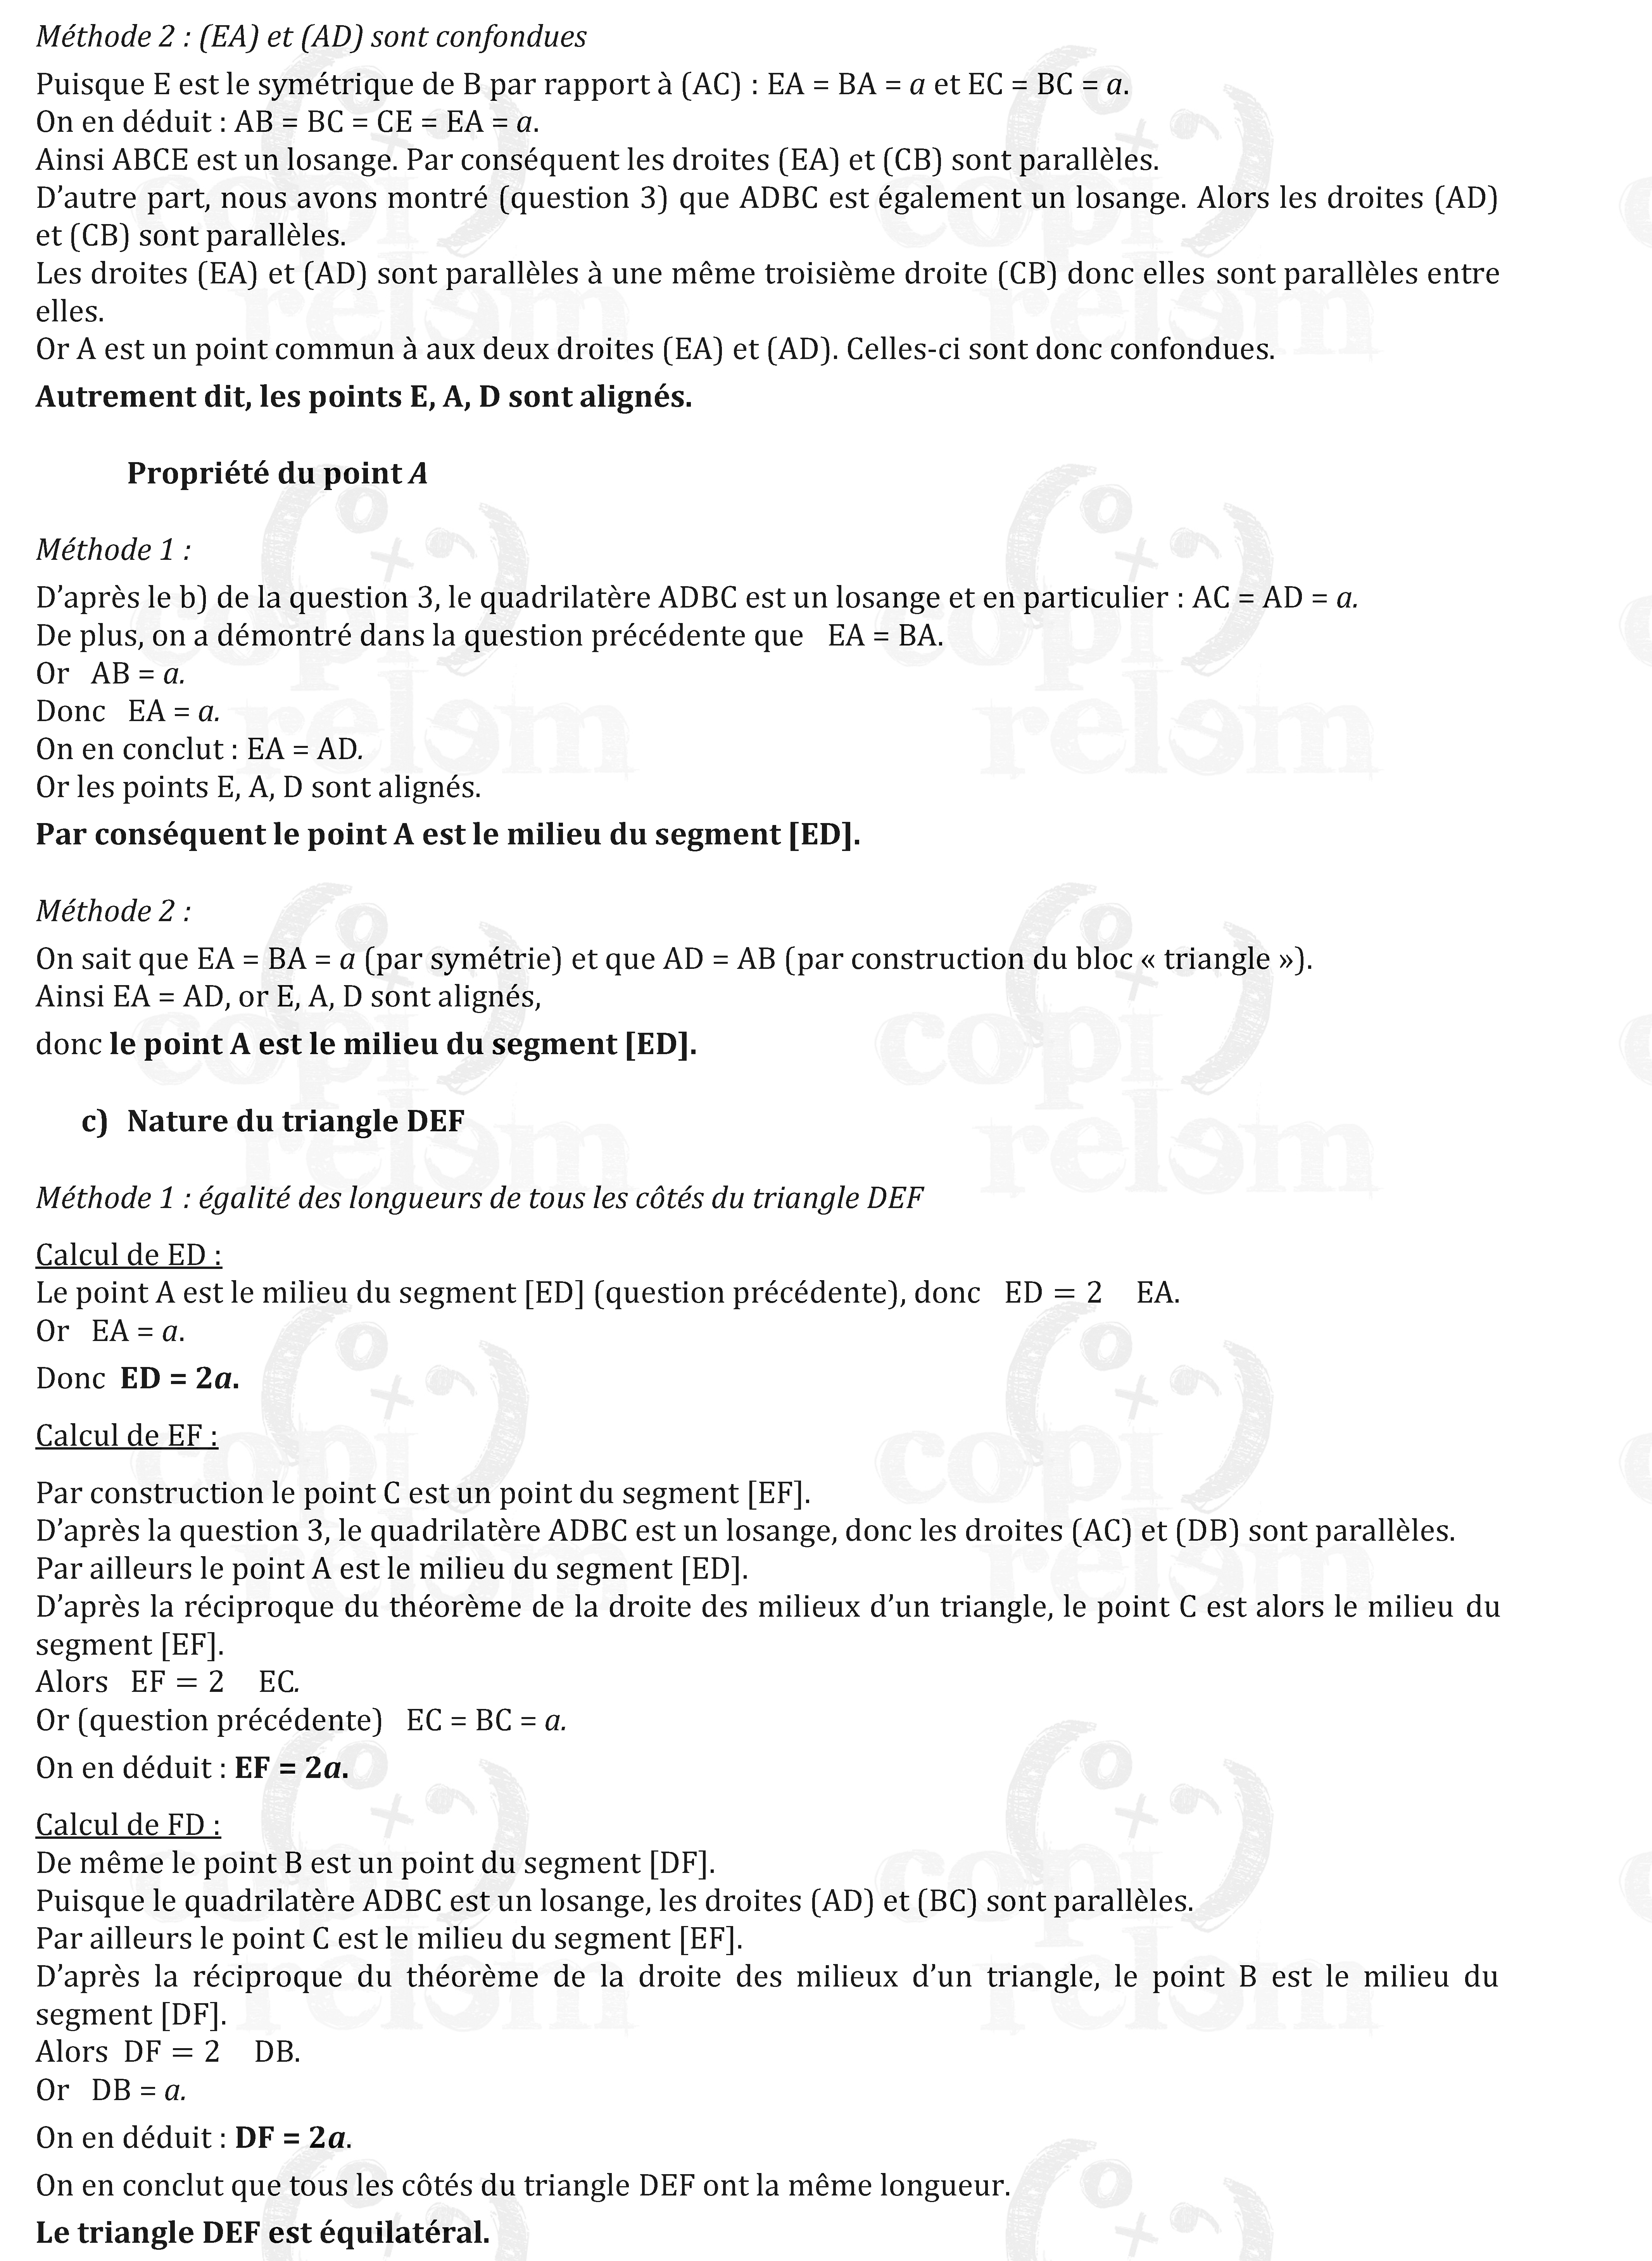 Méthode 2 : (EA) et (AD) sont confondues
Puisque E est le symétrique de B par rapport à (AC) : EA = BA = a et EC = BC = a.
On en déduit : AB = BC = CE = EA = a.
Ainsi ABCE est un losange. Par conséquent les droites (EA) et (CB) sont parallèles.
D’autre part, nous avons montré (question 3) que ADBC est également un losange. Alors les droites (AD)
et (CB) sont parallèles.
Les droites (EA) et (AD) sont parallèles à une même troisième droite (CB) donc elles sont parallèles entre
elles.
Or A est un point commun à aux deux droites (EA) et (AD). Celles-ci sont donc confondues.
Autrement dit, les points E, A, D sont alignés.
Propriété du point A
Méthode 1 :
D’après le b) de la question 3, le quadrilatère ADBC est un losange et en particulier : AC = AD = a.
De plus, on a démontré dans la question précédente que EA = BA.
Or AB = a.
Donc EA = a.
On en conclut : EA = AD.
Or les points E, A, D sont alignés.
Par conséquent le point A est le milieu du segment [ED].
Méthode 2 :
On sait que EA = BA = a (par symétrie) et que AD = AB (par construction du bloc « triangle »).
Ainsi EA = AD, or E, A, D sont alignés,
donc le point A est le milieu du segment [ED].
c) Nature du triangle DEF
Méthode 1 : égalité des longueurs de tous les côtés du triangle DEF
Calcul de ED :
Le point A est le milieu du segment [ED] (question précédente), donc ED = 2 EA.
Or EA = a.
Donc ED = 2a.
Calcul de EF :
Par construction le point C est un point du segment [EF].
D’après la question 3, le quadrilatère ADBC est un losange, donc les droites (AC) et (DB) sont parallèles.
Par ailleurs le point A est le milieu du segment [ED].
D’après la réciproque du théorème de la droite des milieux d’un triangle, le point C est alors le milieu du
segment [EF].
Alors EF = 2 EC.
Or (question précédente) EC = BC = a.
On en déduit : EF = 2a.
Calcul de FD :
De même le point B est un point du segment [DF].
Puisque le quadrilatère ADBC est un losange, les droites (AD) et (BC) sont parallèles.
Par ailleurs le point C est le milieu du segment [EF].
D’après la réciproque du théorème de la droite des milieux d’un triangle, le point B est le milieu du
segment [DF].
Alors DF = 2 DB.
Or DB = a.
On en déduit : DF = 2a.
On en conclut que tous les côtés du triangle DEF ont la même longueur.
Le triangle DEF est équilatéral.